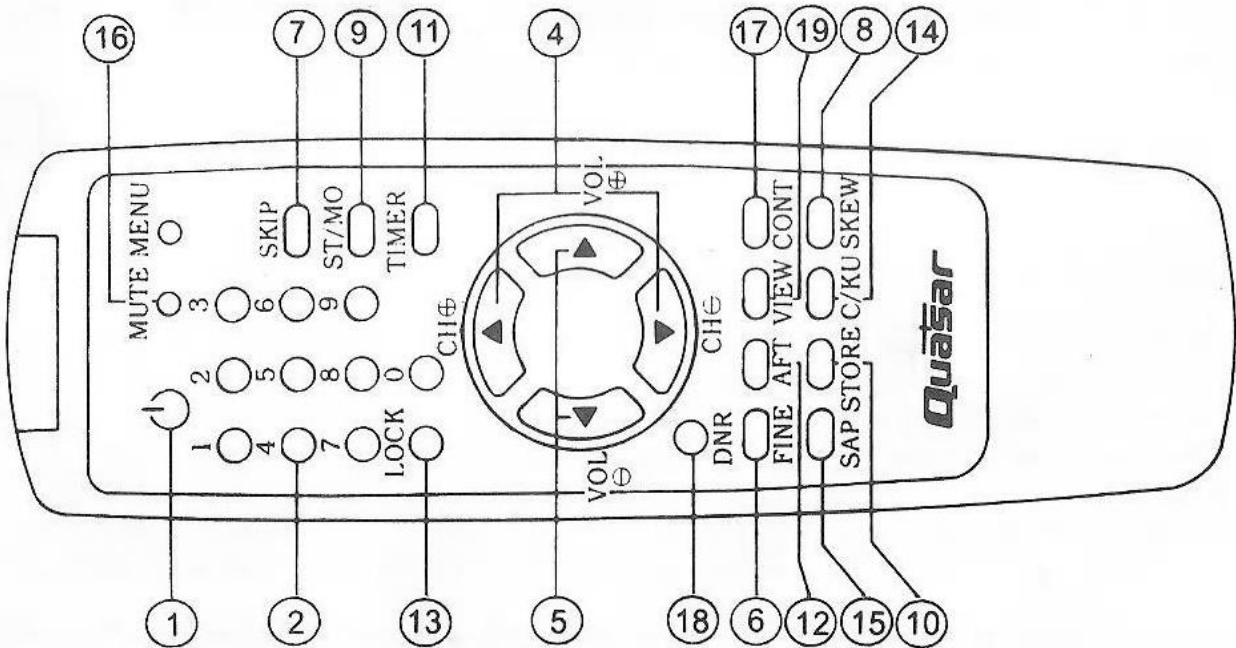 16 7 9 11 4 17 19 8 14
MUTE MENU
1 2 3
SKIP
4 5 6
ST/MO
7 8 9
TIMER
LOCK 0
CH⊕
VOL⊖ VOL⊕
CH⊖
DNR
FINE AFT VIEW CONT
SAP STORE C/KU SKEW
Quasar
1 2 13 5 18 6 12 15 10